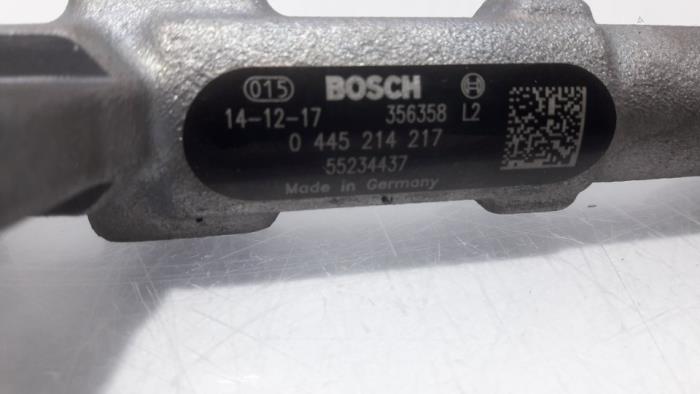 015 BOSCH
14-12-17 356358 L2
0 445 214 217
55234437
Made in Germany